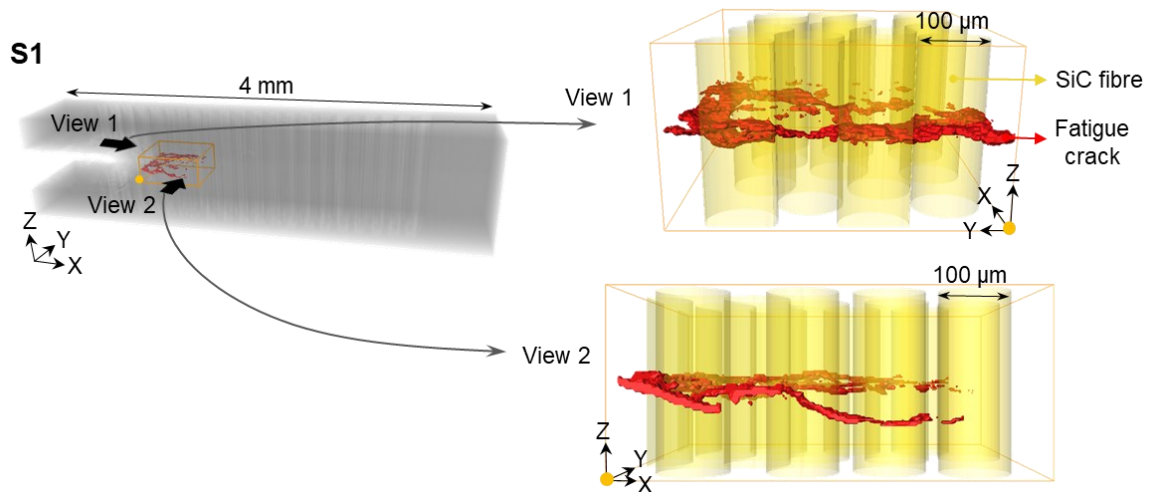 S1
4 mm
View 1
View 2
Z
Y
X
View 1
100 µm
SiC fibre
Fatigue
crack
Z
X
Y
View 2
100 µm
Z
Y
X